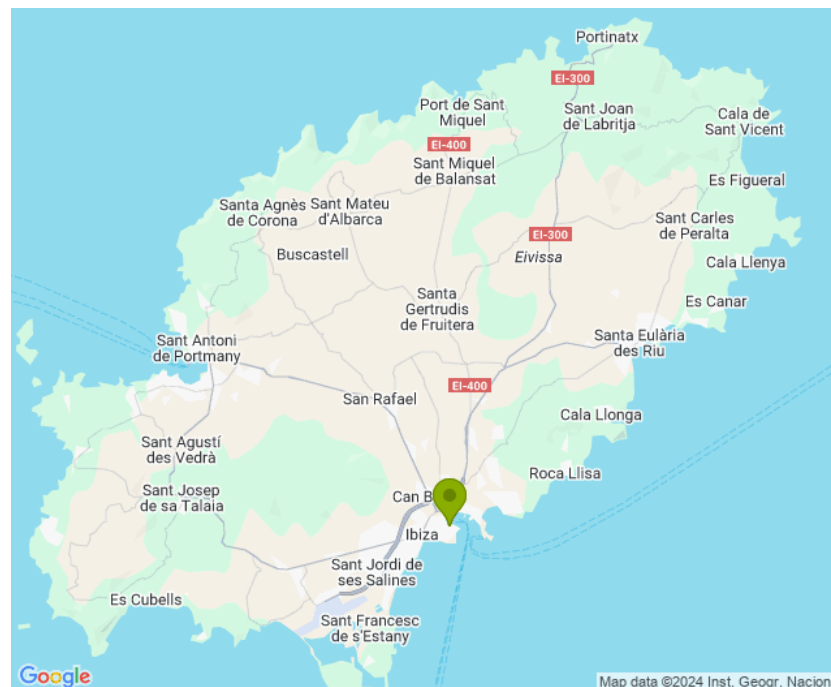 Portinatx
EI-300
Port de Sant
Miquel
Sant Joan
de Labritja
Cala de
Sant Vicent
EI-400
Sant Miquel
de Balansat
Es Figueral
Santa Agnès
de Corona
Sant Mateu
d'Albarca
Sant Carles
de Peralta
EI-300
Buscastell
Eivissa
Cala Llenya
Santa
Gertrudis
de Fruitera
Es Canar
Sant Antoni
de Portmany
Santa Eulària
des Riu
EI-400
San Rafael
Cala Llonga
Sant Agustí
des Vedrà
Roca Llisa
Sant Josep
de sa Talaia
Can B
Ibiza
Sant Jordi de
ses Salines
Es Cubells
Sant Francesc
de s'Estany
Google
Map data ©2024 Inst. Geogr. Nacion